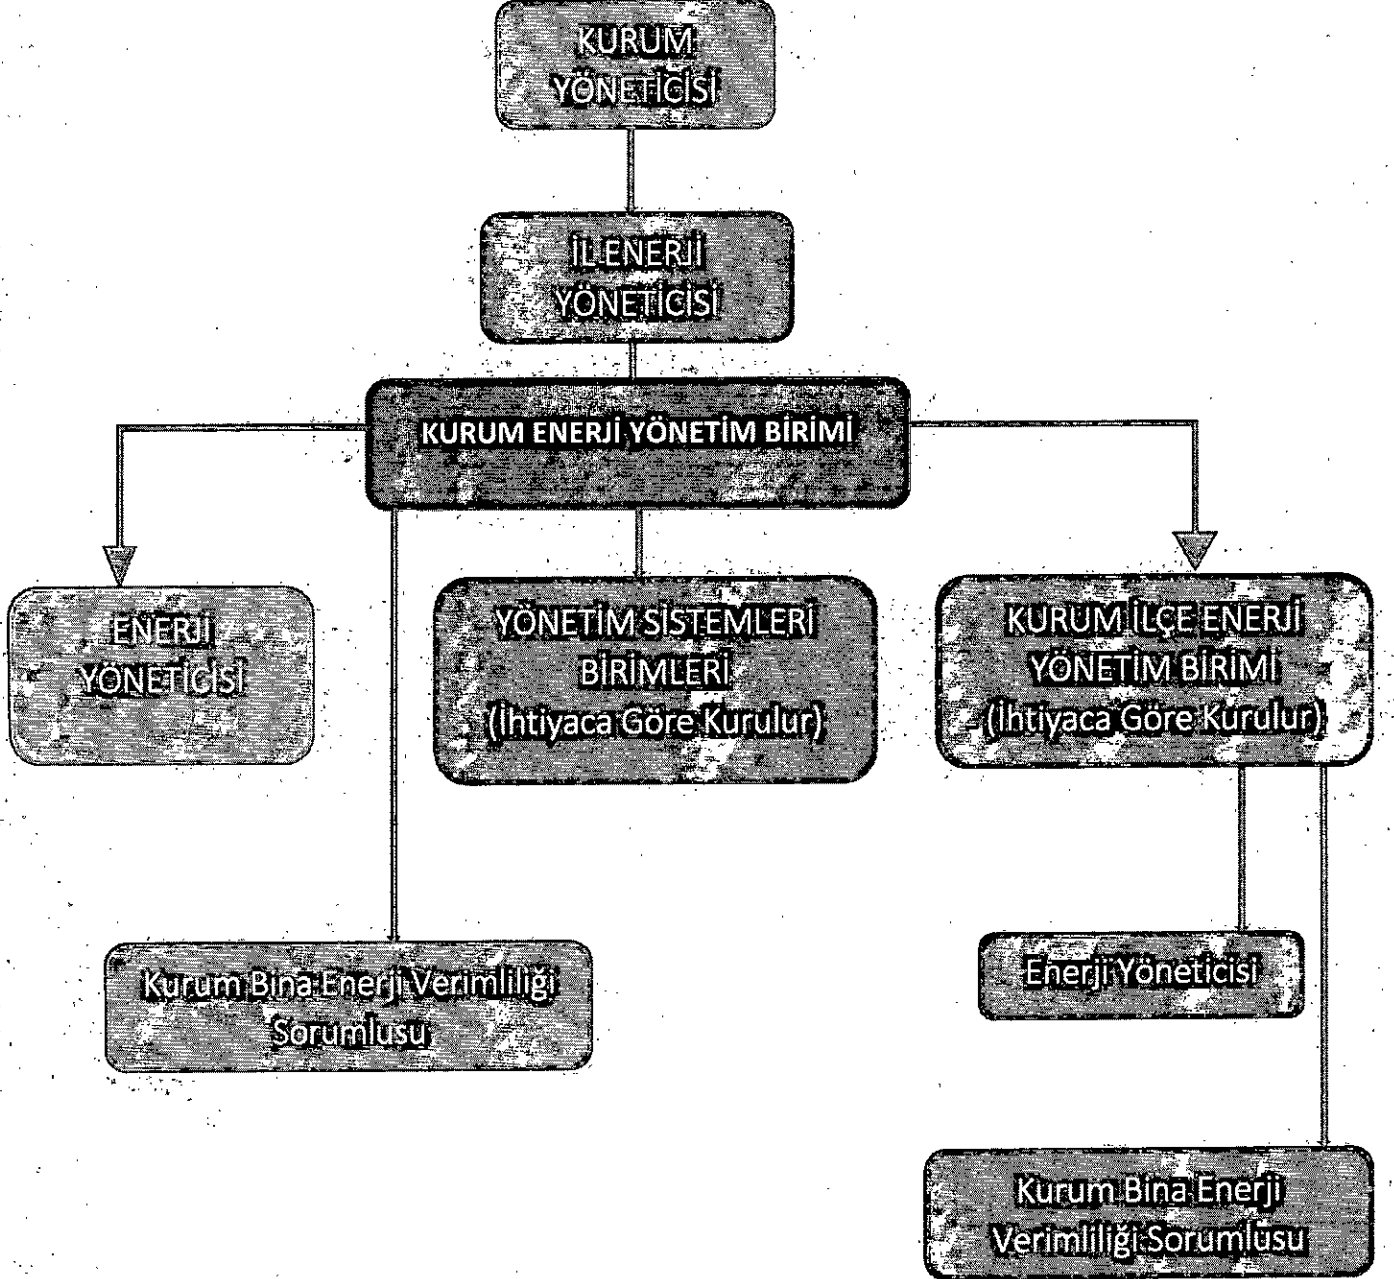 KURUM
YÖNETİCİSİ
İL ENERJİ
YÖNETİCİSİ
KURUM ENERJİ YÖNETİM BİRİMİ
ENERJİ
YÖNETİCİSİ
YÖNETİM SİSTEMLERİ
BİRİMLERİ
(İhtiyaca Göre Kurulur)
KURUM İLÇE ENERJİ
YÖNETİM BİRİMİ
(İhtiyaca Göre Kurulur)
Kurum Bina Enerji Verimliliği
Sorumlusu
Enerji Yöneticisi
Kurum Bina Enerji
Verimliliği Sorumlusu